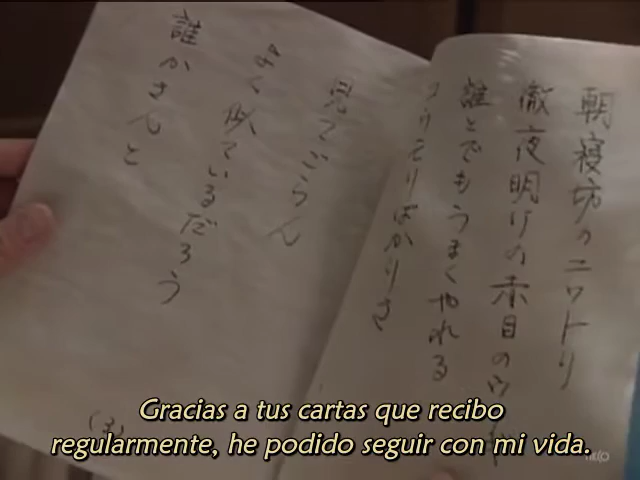 朝寝坊のニワトリ
徹夜明けの赤目の
誰とでもうまくやれる
コウモリばかりさ
見てごらん
よく似ているだろう
誰かさんと
Gracias a tus cartas que recibo
regularmente, he podido seguir con mi vida.